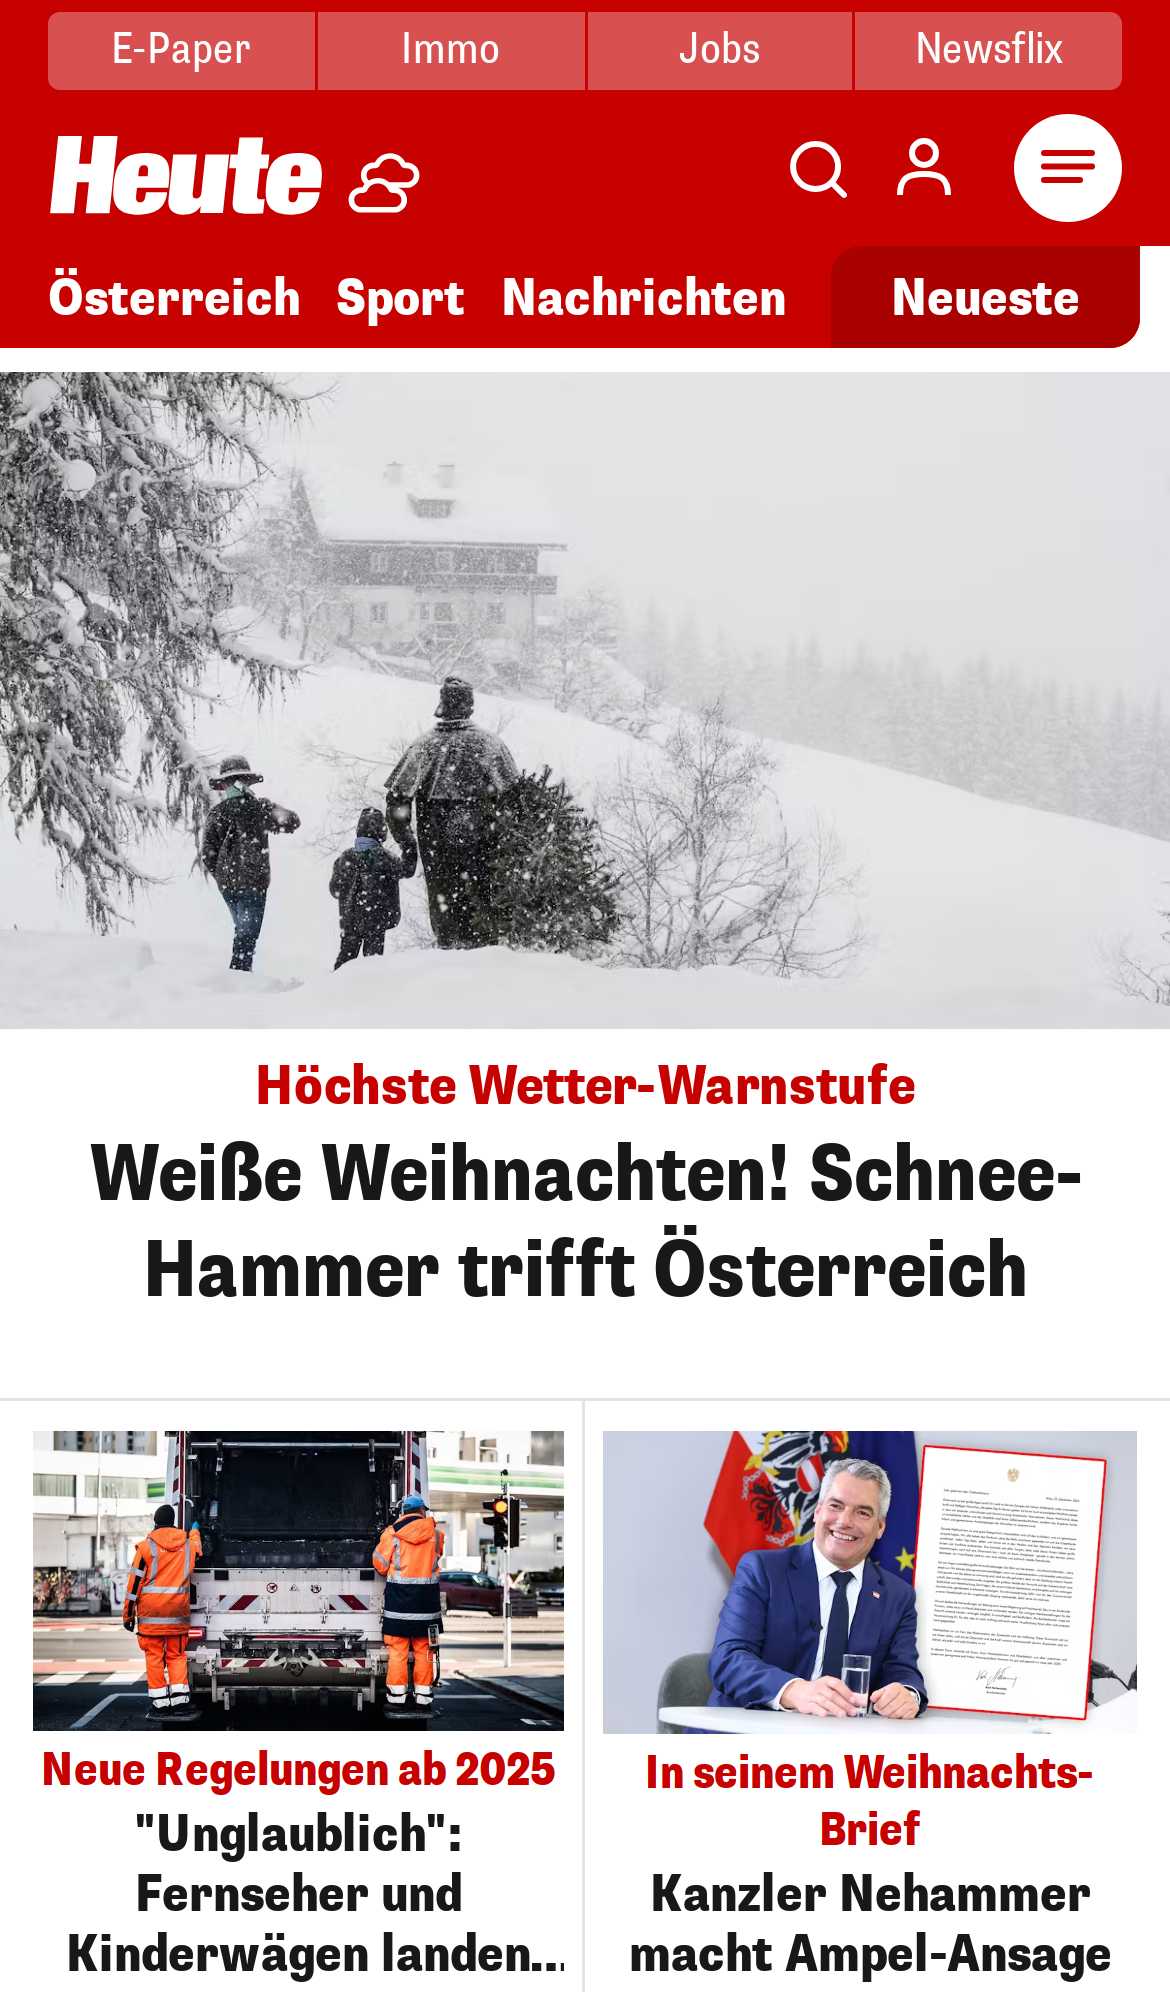 E-Paper
Immo
Jobs
Newsflix
Heute
Österreich
Sport
Nachrichten
Neueste
Höchste Wetter-Warnstufe
Weiße Weihnachten! Schnee-
Hammer trifft Österreich
Neue Regelungen ab 2025
"Unglaublich":
Fernseher und
Kinderwägen landen...
In seinem Weihnachts-
Brief
Kanzler Nehammer
macht Ampel-Ansage